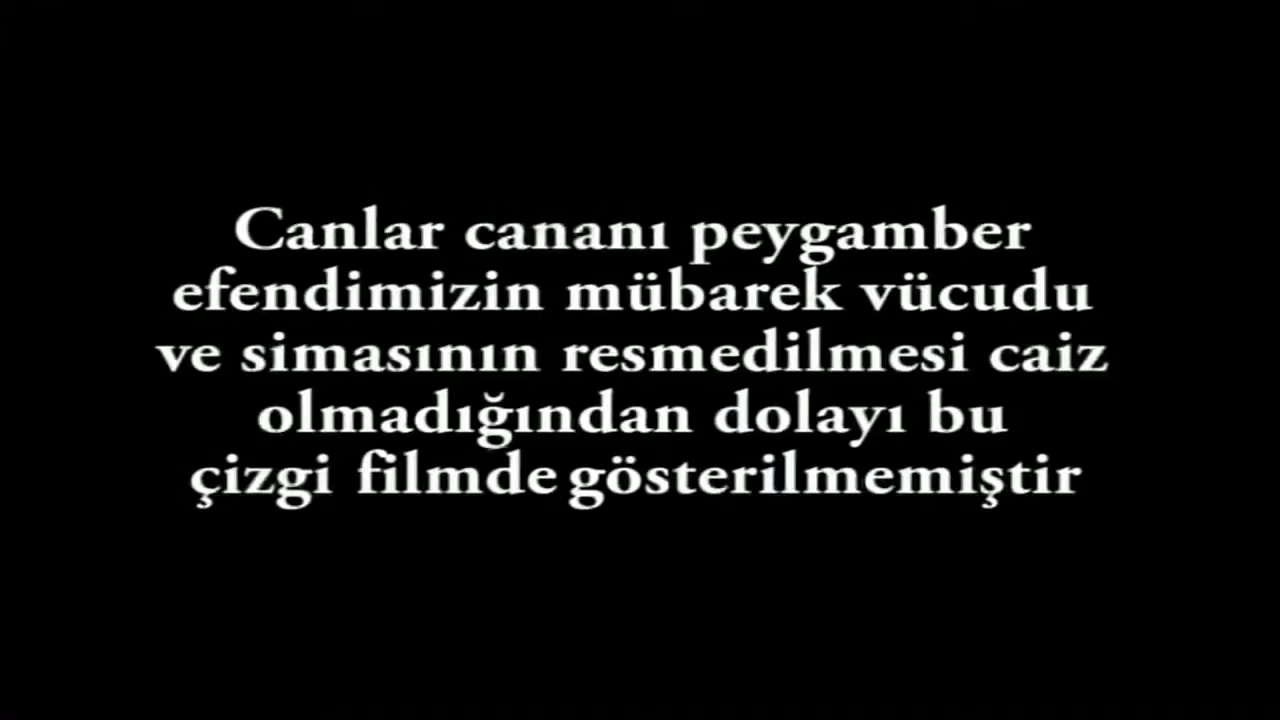 Canlar cananı peygamber
efendimizin mübarek vücudu
ve simasının resmedilmesi caiz
olmadığından dolayı bu
çizgi filmde gösterilmemiştir